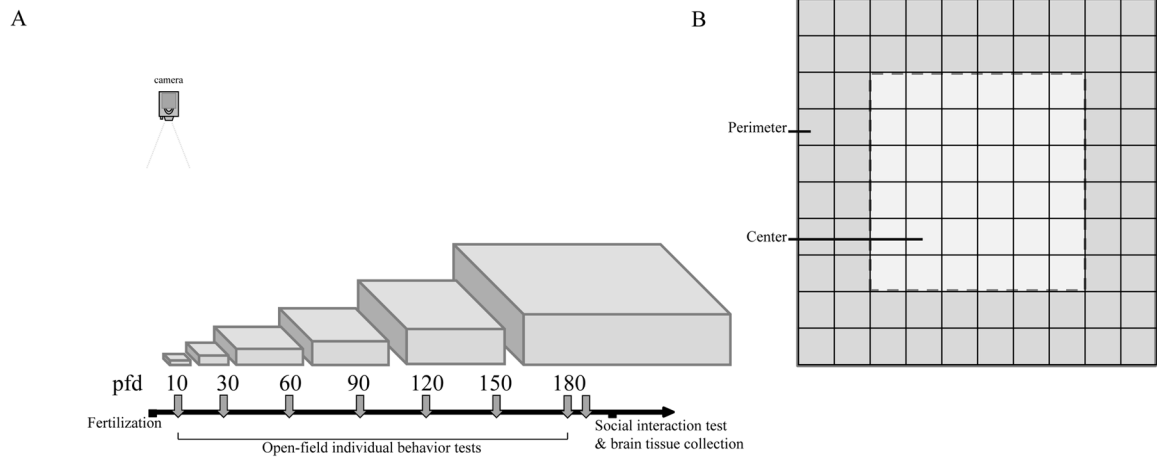 A
B
camera
Perimeter
Center
pfd 10 30 60 90 120 150 180
Fertilization
Social interaction test
& brain tissue collection
Open-field individual behavior tests